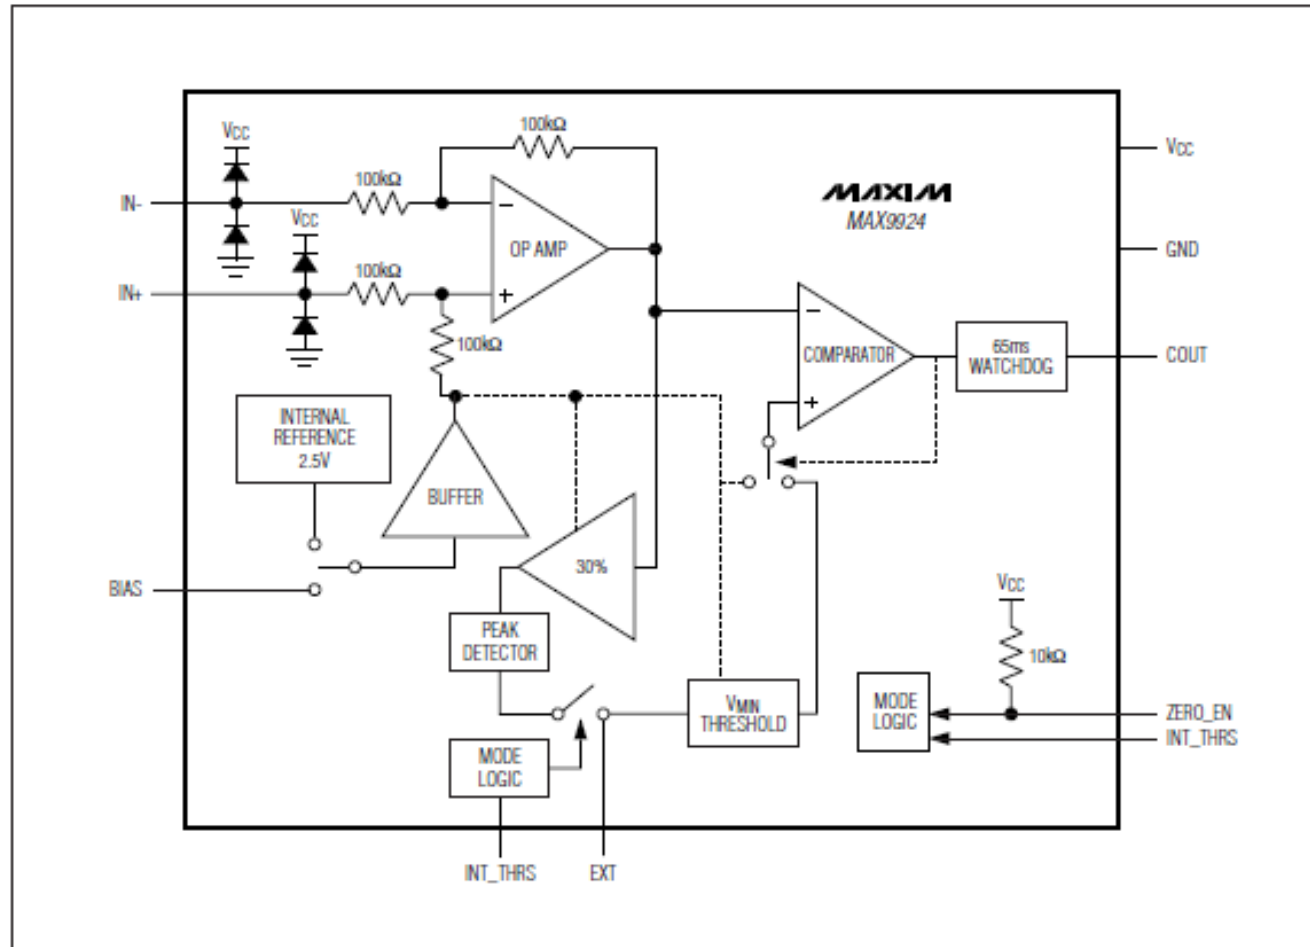 VCC
100kΩ
100kΩ
VCC
VCC
IN-
MAXIM
MAX9924
OP AMP
GND
100kΩ
IN+
100kΩ
COMPARATOR
65ms
WATCHDOG
COUT
INTERNAL
REFERENCE
2.5V
BUFFER
30%
BIAS
VCC
PEAK
DETECTOR
10kΩ
VMIN
THRESHOLD
MODE
LOGIC
ZERO_EN
INT_THRS
MODE
LOGIC
INT_THRS
EXT